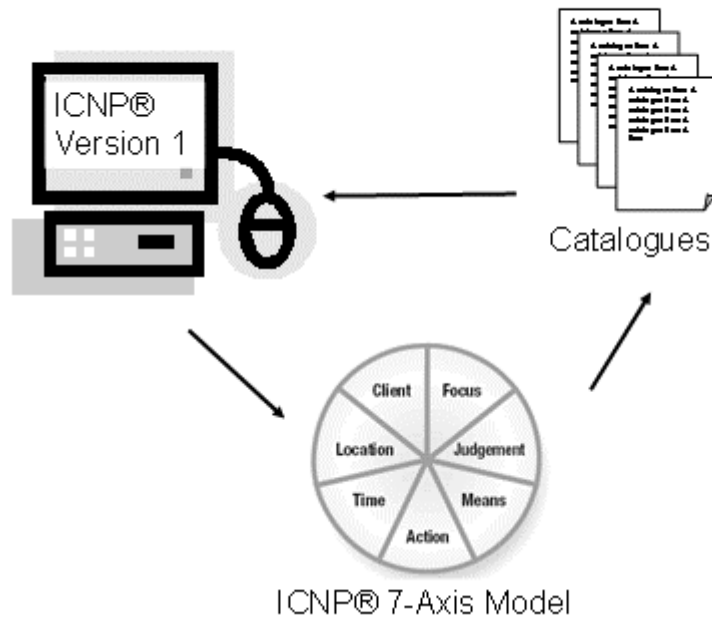 ICNP®
Version 1
Catalogues
Client
Focus
Location
Judgement
Time
Means
Action
ICNP® 7-Axis Model